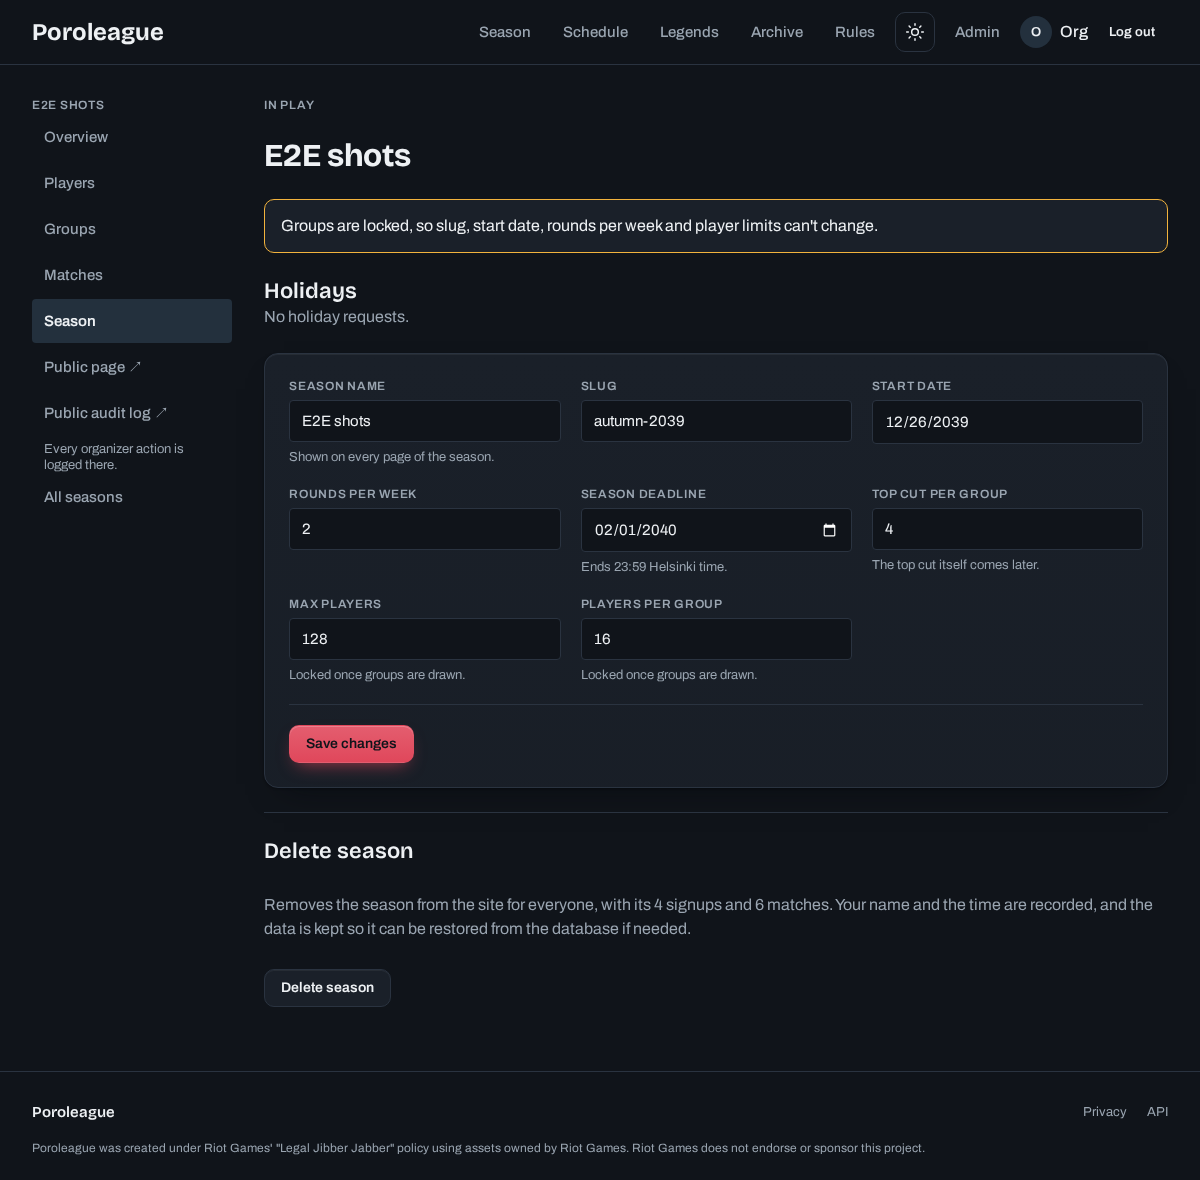 Poroleague
Season
Schedule
Legends
Archive
Rules
Admin
O
Org
Log out
E2E SHOTS
Overview
Players
Groups
Matches
Season
Public page ↗
Public audit log ↗
Every organizer action is
logged there.
All seasons
IN PLAY
E2E shots
Groups are locked, so slug, start date, rounds per week and player limits can't change.
Holidays
No holiday requests.
SEASON NAME
E2E shots
Shown on every page of the season.
SLUG
autumn-2039
START DATE
12/26/2039
ROUNDS PER WEEK
2
SEASON DEADLINE
02/01/2040
Ends 23:59 Helsinki time.
TOP CUT PER GROUP
4
The top cut itself comes later.
MAX PLAYERS
128
Locked once groups are drawn.
PLAYERS PER GROUP
16
Locked once groups are drawn.
Save changes
Delete season
Removes the season from the site for everyone, with its 4 signups and 6 matches. Your name and the time are recorded, and the
data is kept so it can be restored from the database if needed.
Delete season
Poroleague
Privacy
API
Poroleague was created under Riot Games' "Legal Jibber Jabber" policy using assets owned by Riot Games. Riot Games does not endorse or sponsor this project.